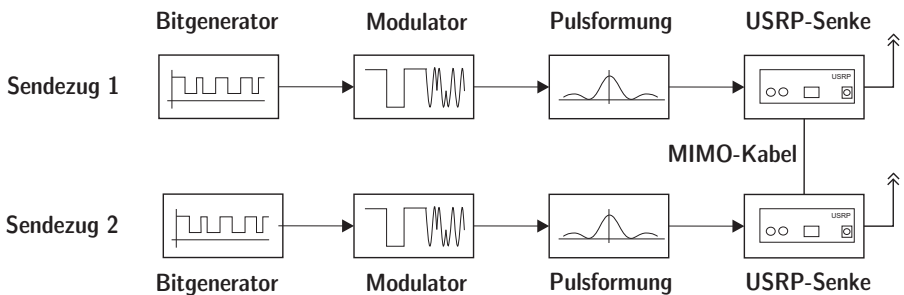 Bitgenerator Modulator Pulsformung USRP-Senke
Sendezug 1
USRP
MIMO-Kabel
Sendezug 2
USRP
Bitgenerator Modulator Pulsformung USRP-Senke